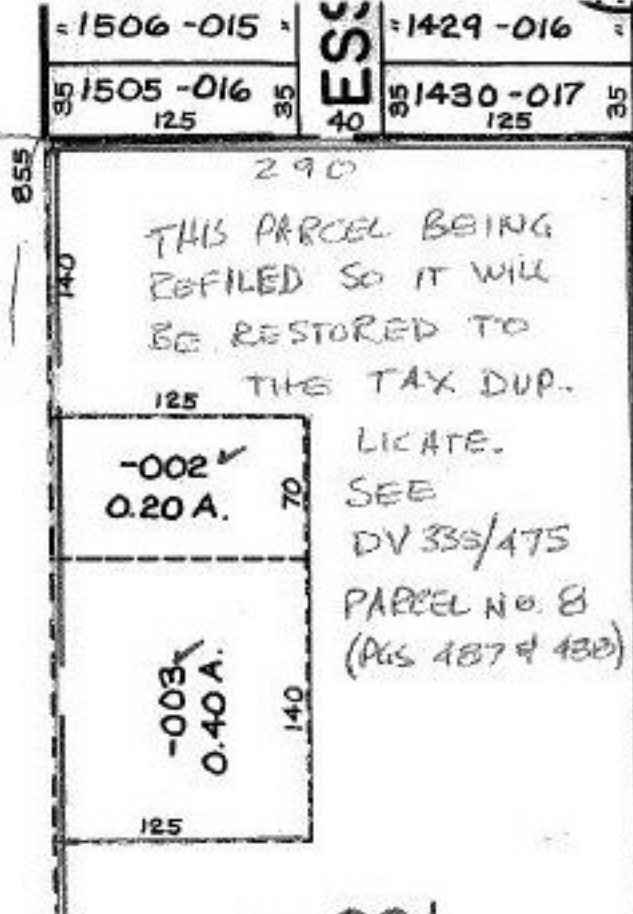 " 1506 -015 "
" 1429 -016 "
35 1505 -016 35
125
ESS
40
35 1430 -017 35
125
855
290
140
THIS PARCEL BEING
REFILED SO IT WILL
BE RESTORED TO
THE TAX DUP-
LICATE.
SEE
DV 335/475
PARCEL NO. 8
(PGS 487 & 488)
125
-002
0.20 A.
70
-003
0.40 A.
140
125